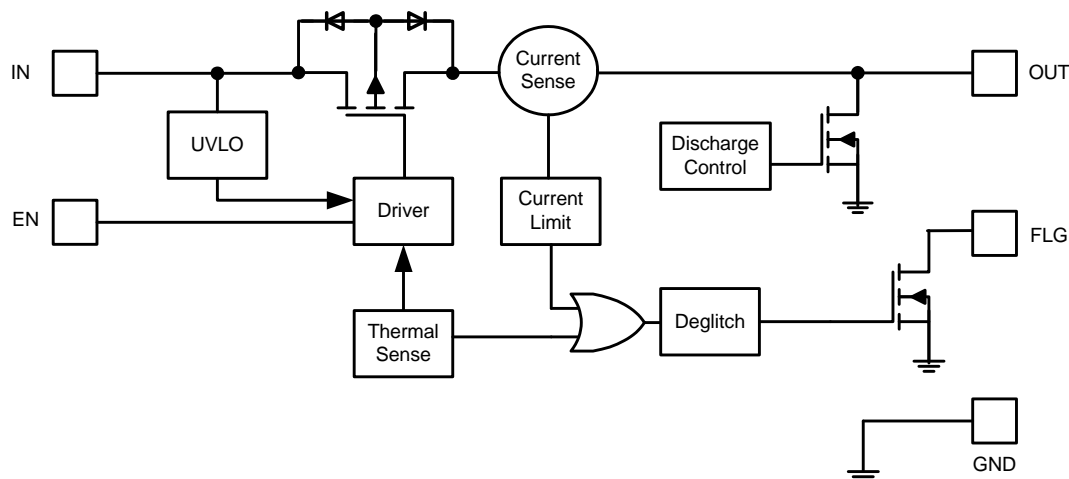 IN
Current
Sense
OUT
UVLO
Discharge
Control
EN
Driver
Current
Limit
FLG
Thermal
Sense
Deglitch
GND